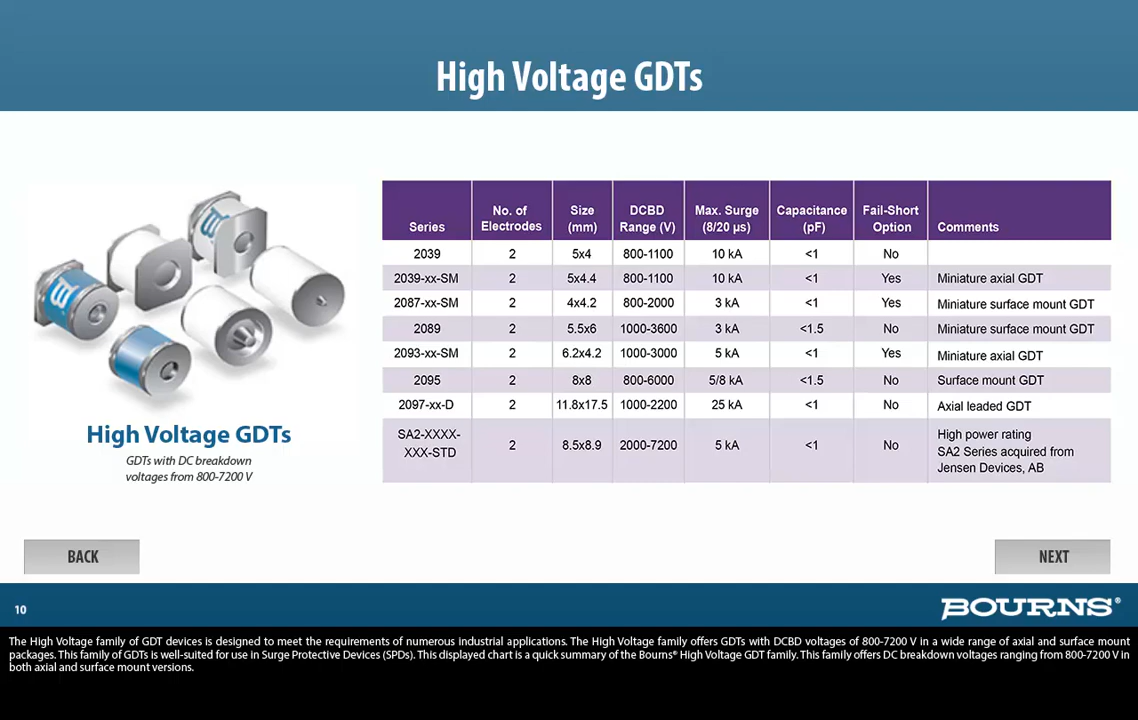 High Voltage GDTs
Series | No. of Electrodes | Size (mm) | DCBD Range (V) | Max. Surge (8/20 µs) | Capacitance (pF) | Fail-Short Option | Comments
2039 | 2 | 5x4 | 800-1100 | 10 kA | <1 | No |
2039-xx-SM | 2 | 5x4.4 | 800-1100 | 10 kA | <1 | Yes | Miniature axial GDT
2087-xx-SM | 2 | 4x4.2 | 800-2000 | 3 kA | <1 | Yes | Miniature surface mount GDT
2089 | 2 | 5.5x6 | 1000-3600 | 3 kA | <1.5 | No | Miniature surface mount GDT
2093-xx-SM | 2 | 6.2x4.2 | 1000-3000 | 5 kA | <1 | Yes | Miniature axial GDT
2095 | 2 | 8x8 | 800-6000 | 5/8 kA | <1.5 | No | Surface mount GDT
2097-xx-D | 2 | 11.8x17.5 | 1000-2200 | 25 kA | <1 | No | Axial leaded GDT
SA2-XXXX-XXX-STD | 2 | 8.5x8.9 | 2000-7200 | 5 kA | <1 | No | High power rating SA2 Series acquired from Jensen Devices, AB
High Voltage GDTs
GDTs with DC breakdown
voltages from 800-7200 V
BACK
NEXT
10
BOURNS®
The High Voltage family of GDT devices is designed to meet the requirements of numerous industrial applications. The High Voltage family offers GDTs with DCBD voltages of 800-7200 V in a wide range of axial and surface mount
packages. This family of GDTs is well-suited for use in Surge Protective Devices (SPDs). This displayed chart is a quick summary of the Bourns® High Voltage GDT family. This family offers DC breakdown voltages ranging from 800-7200 V in
both axial and surface mount versions.